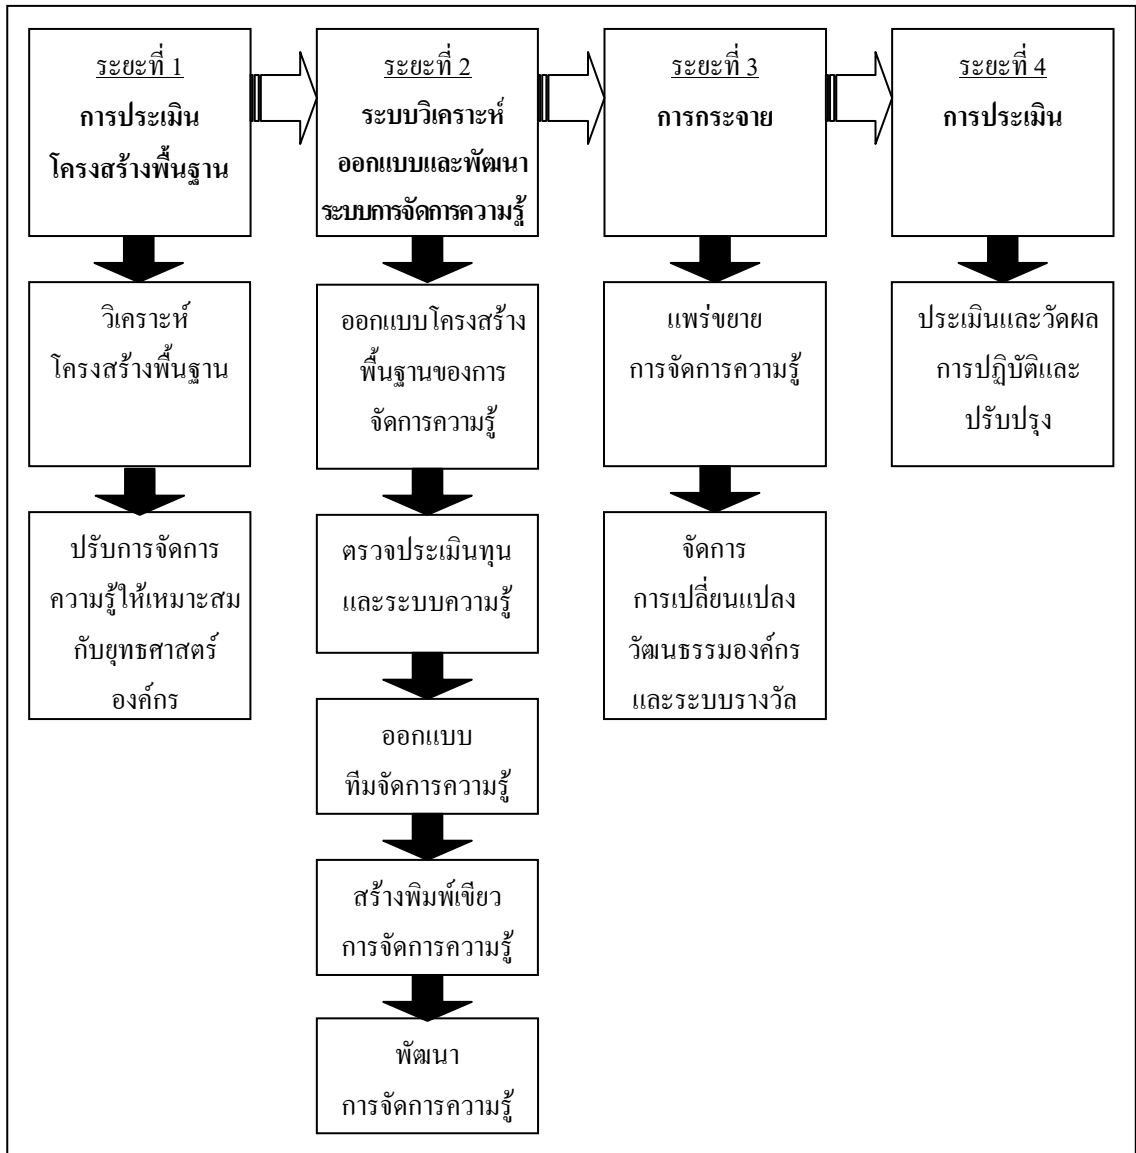 ระยะที่ 1
การประเมิน
โครงสร้างพื้นฐาน
วิเคราะห์
โครงสร้างพื้นฐาน
ปรับการจัดการ
ความรู้ให้เหมาะสม
กับยุทธศาสตร์
องค์กร
ระยะที่ 2
ระบบวิเคราะห์
ออกแบบและพัฒนา
ระบบการจัดการความรู้
ออกแบบโครงสร้าง
พื้นฐานของการ
จัดการความรู้
ตรวจประเมินทุน
และระบบความรู้
ออกแบบ
ทีมจัดการความรู้
สร้างพิมพ์เขียว
การจัดการความรู้
พัฒนา
การจัดการความรู้
ระยะที่ 3
การกระจาย
แพร่ขยาย
การจัดการความรู้
จัดการ
การเปลี่ยนแปลง
วัฒนธรรมองค์กร
และระบบรางวัล
ระยะที่ 4
การประเมิน
ประเมินและวัดผล
การปฏิบัติและ
ปรับปรุง